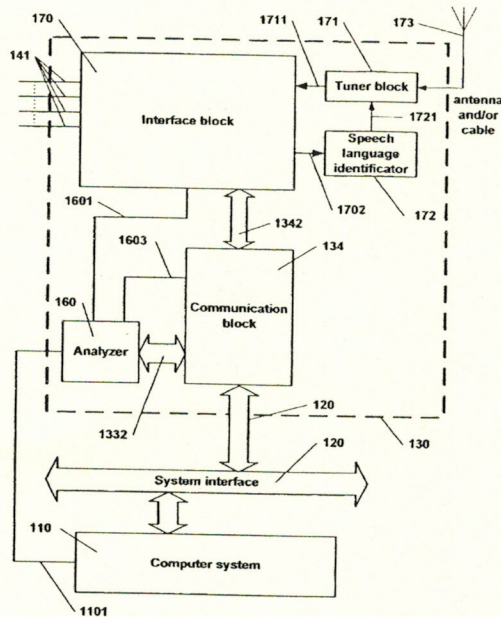 170
171
173
141
1711
Tuner block
antenna
and/or
cable
Interface block
1721
Speech
language
identificator
1601
1702
172
1342
1603
134
160
Communication
block
Analyzer
1332
120
130
120
System interface
110
Computer system
1101